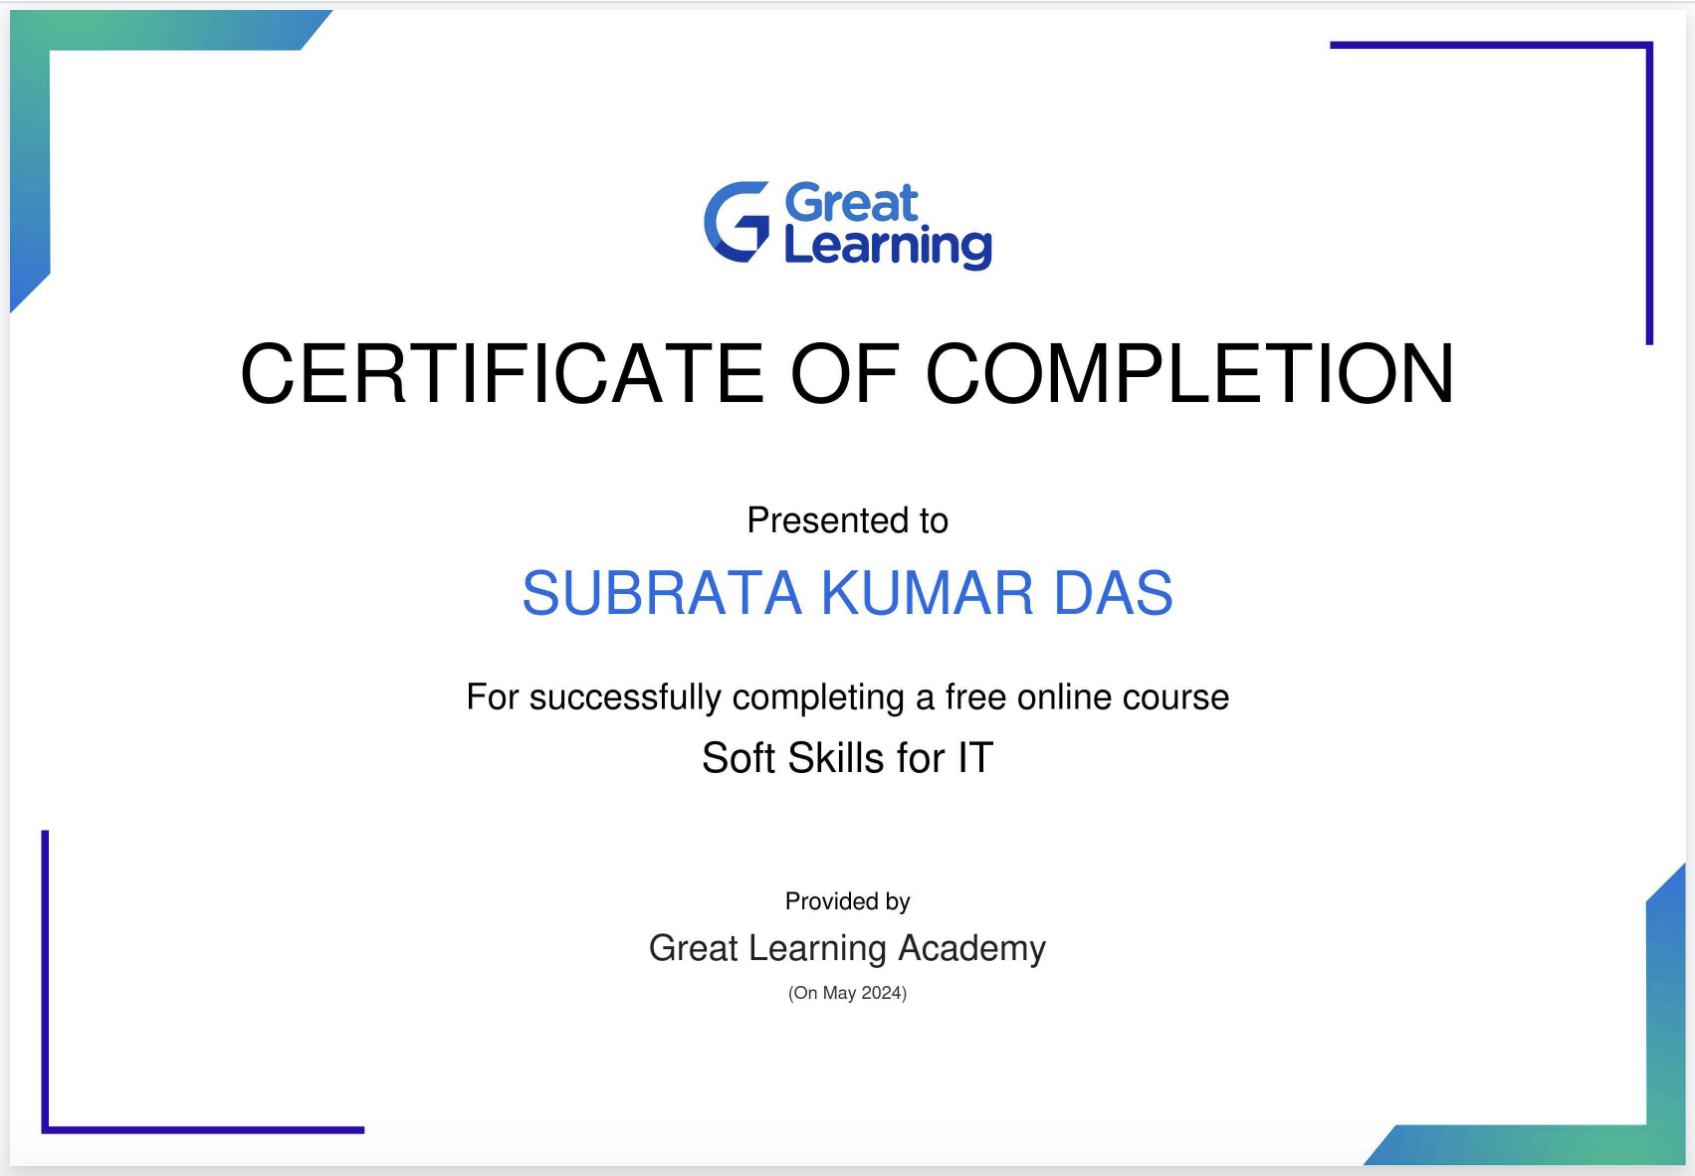 Great
Learning
CERTIFICATE OF COMPLETION
Presented to
SUBRATA KUMAR DAS
For successfully completing a free online course
Soft Skills for IT
Provided by
Great Learning Academy
(On May 2024)